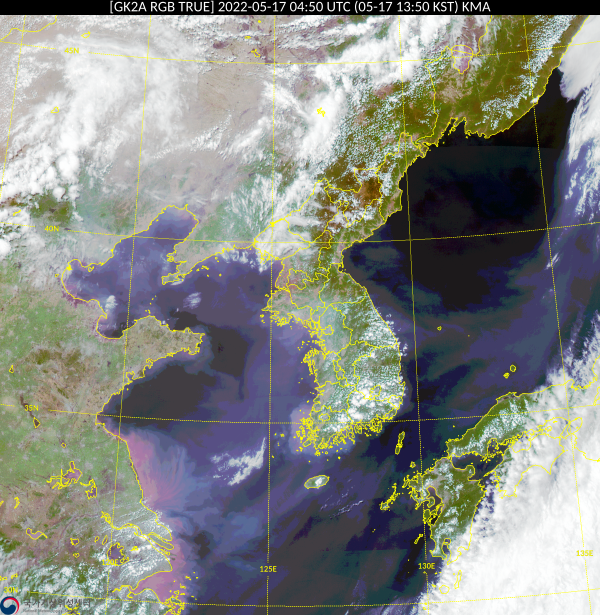 [GK2A RGB TRUE] 2022-05-17 04:50 UTC (05-17 13:50 KST) KMA
40N
35N
135E
130E
125E